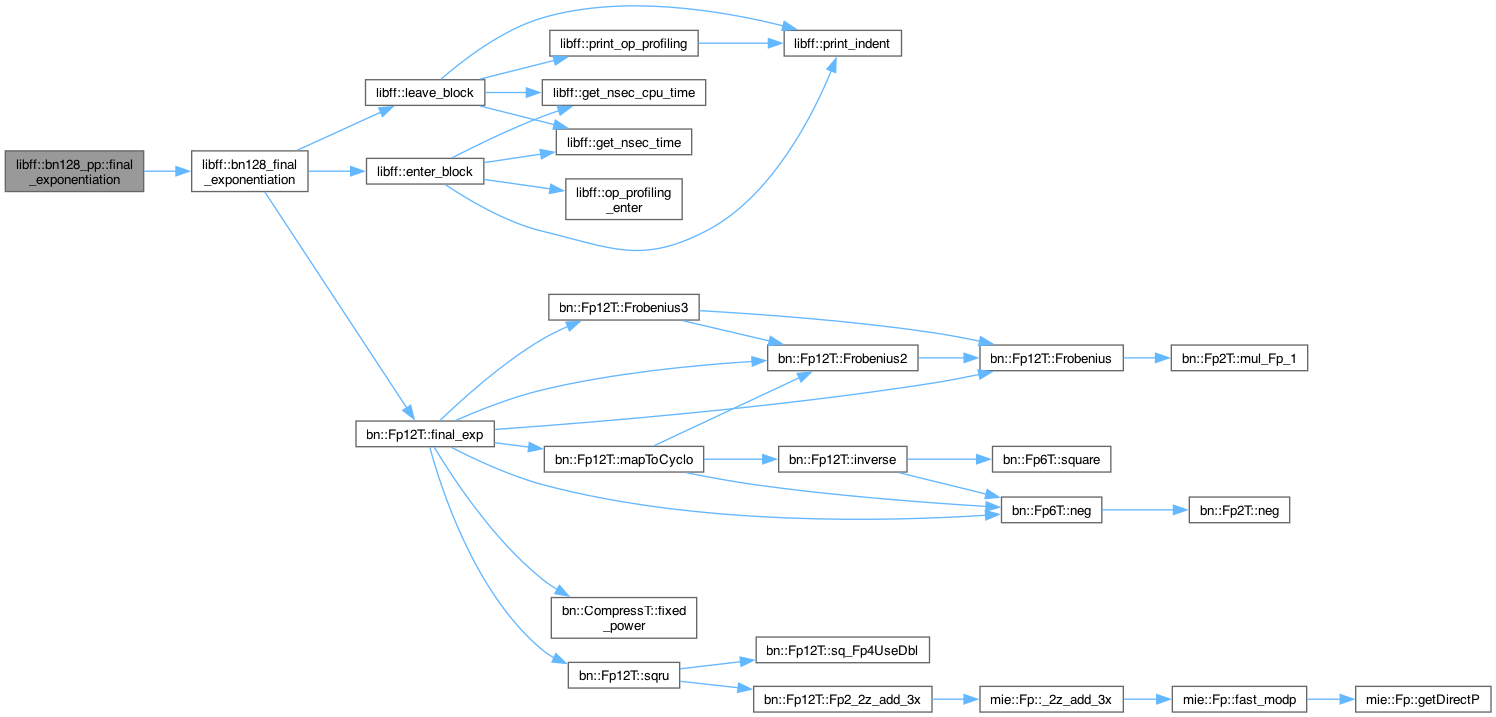 libff::bn128_pp::final
_exponentiation
libff::bn128_final
_exponentiation
libff::leave_block
libff::print_op_profiling
libff::print_indent
libff::get_nsec_cpu_time
libff::get_nsec_time
libff::enter_block
libff::op_profiling
_enter
bn::Fp12T::final_exp
bn::Fp12T::Frobenius3
bn::Fp12T::Frobenius2
bn::Fp12T::Frobenius
bn::Fp2T::mul_Fp_1
bn::Fp12T::mapToCyclo
bn::Fp12T::inverse
bn::Fp6T::square
bn::Fp6T::neg
bn::Fp2T::neg
bn::CompressT::fixed
_power
bn::Fp12T::sqru
bn::Fp12T::sq_Fp4UseDbl
bn::Fp12T::Fp2_2z_add_3x
mie::Fp::_2z_add_3x
mie::Fp::fast_modp
mie::Fp::getDirectP